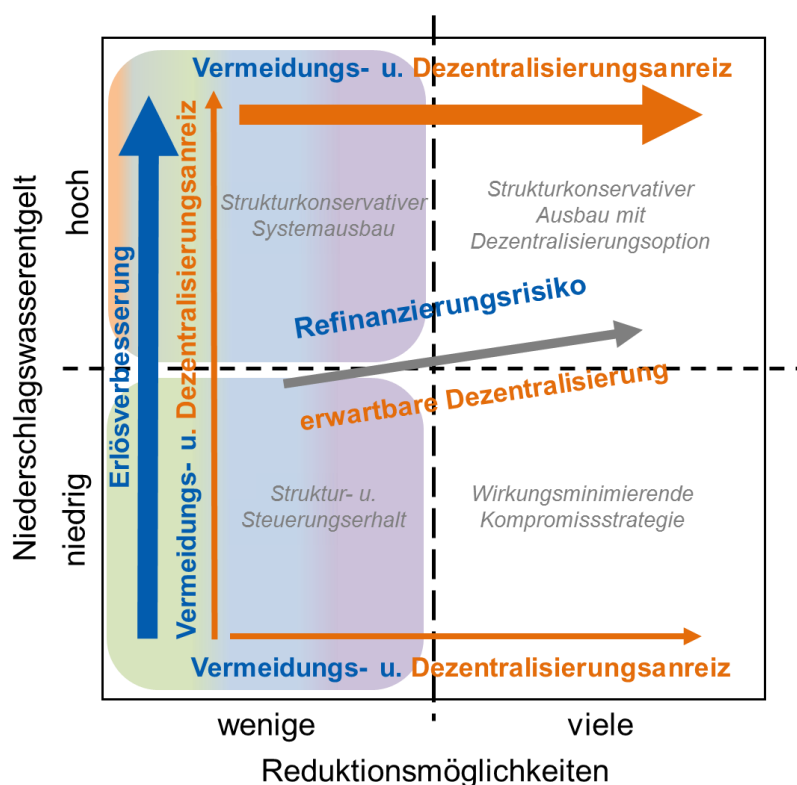 Vermeidungs- u. Dezentralisierungsanreiz
Niederschlagswasserentgelt
hoch
niedrig
Erlösverbesserung
Vermeidungs- u. Dezentralisierungsanreiz
Strukturkonservativer
Systemausbau
Strukturkonservativer
Ausbau mit
Dezentralisierungsoption
Refinanzierungsrisiko
erwartbare Dezentralisierung
Struktur- u.
Steuerungserhalt
Wirkungsminimierende
Kompromissstrategie
Vermeidungs- u. Dezentralisierungsanreiz
wenige
viele
Reduktionsmöglichkeiten